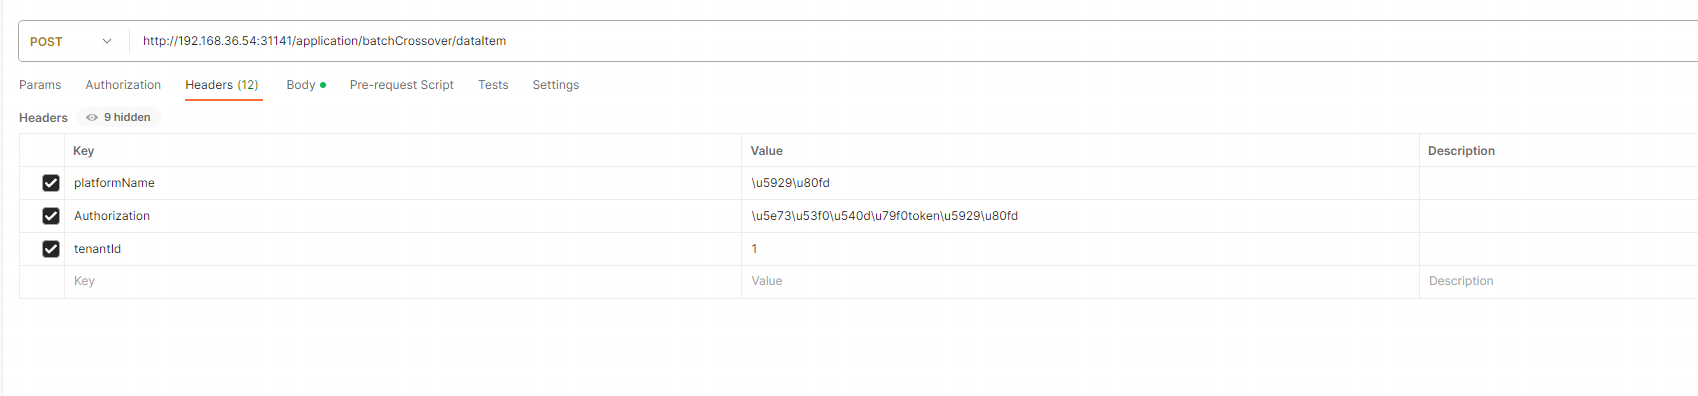 POST http://192.168.36.54:31141/application/batchCrossover/dataItem
Params Authorization Headers (12) Body Pre-request Script Tests Settings
Headers 9 hidden
Key Value Description
platformName \u5929\u80fd
Authorization \u5e73\u53f0\u540d\u79f0token\u5929\u80fd
tenantId 1
Key Value Description